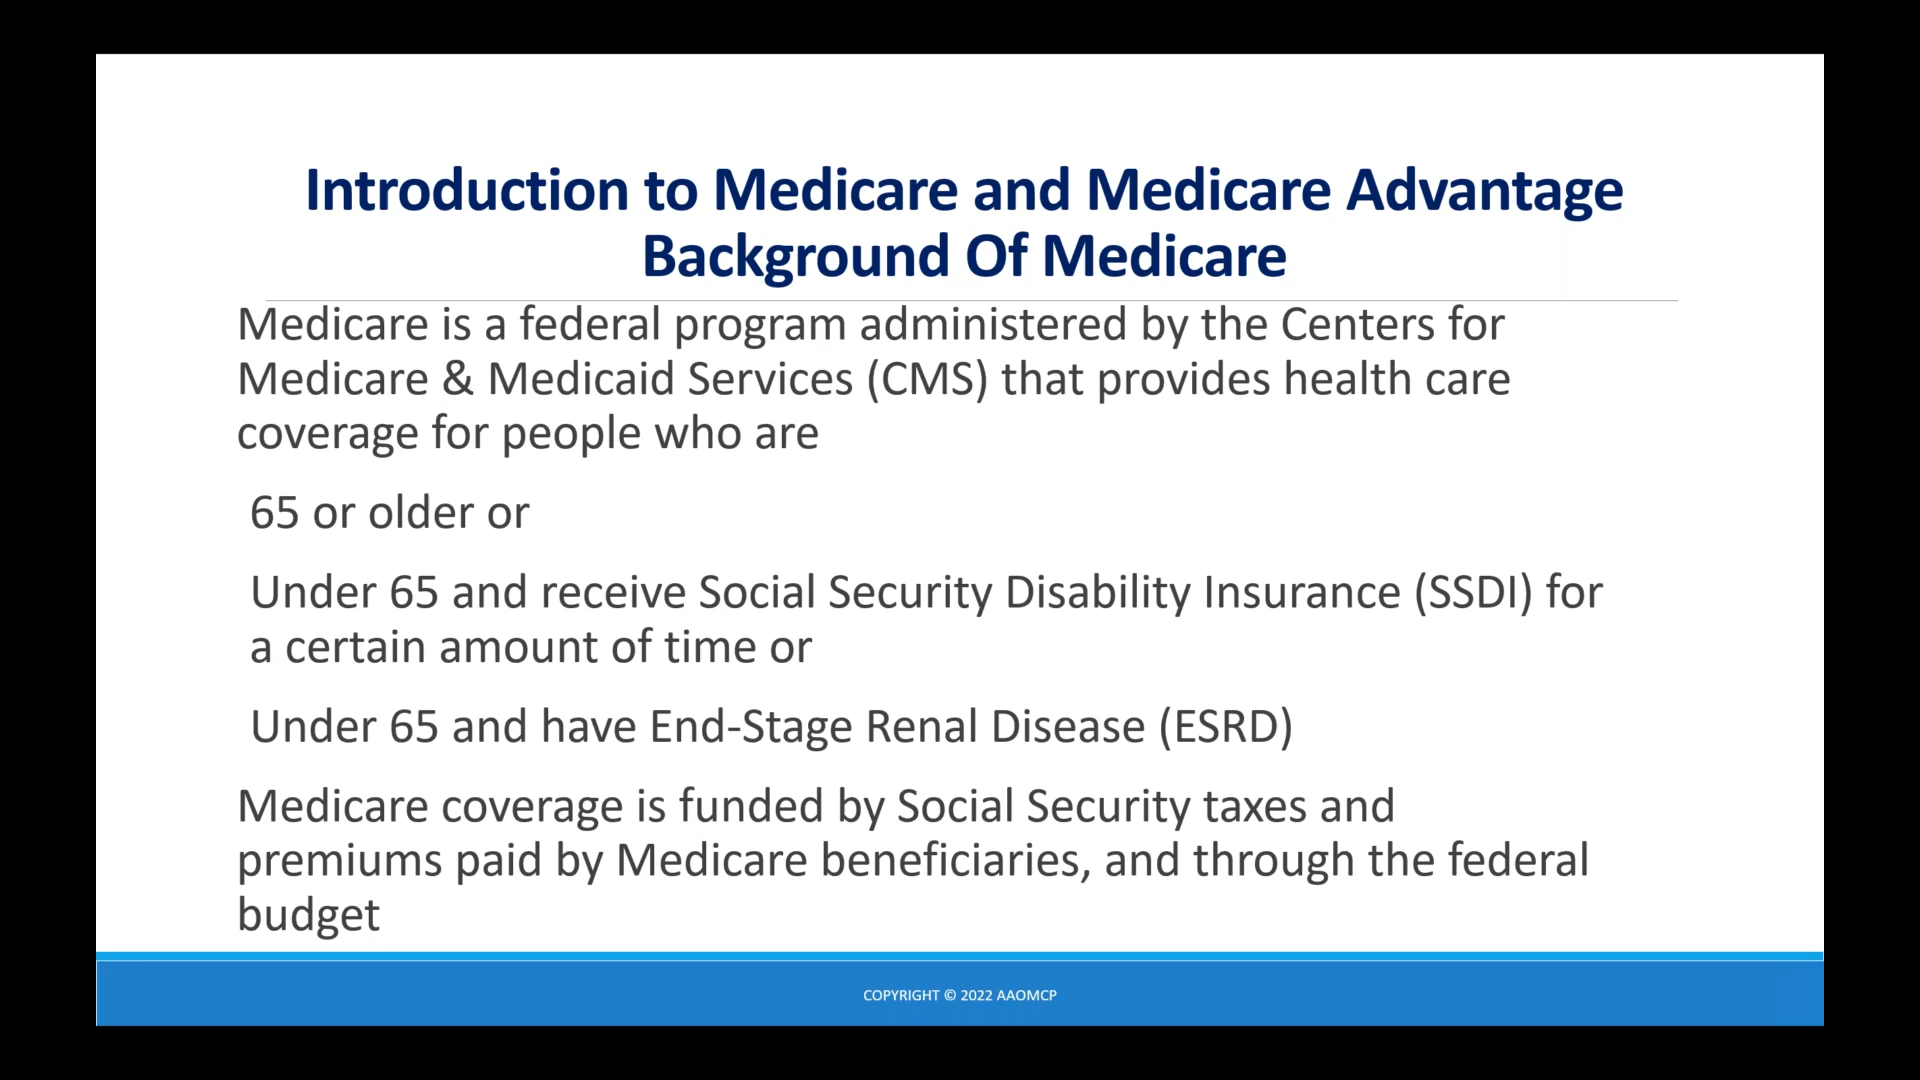 Introduction to Medicare and Medicare Advantage
Background Of Medicare
Medicare is a federal program administered by the Centers for
Medicare & Medicaid Services (CMS) that provides health care
coverage for people who are
65 or older or
Under 65 and receive Social Security Disability Insurance (SSDI) for
a certain amount of time or
Under 65 and have End-Stage Renal Disease (ESRD)
Medicare coverage is funded by Social Security taxes and
premiums paid by Medicare beneficiaries, and through the federal
budget
COPYRIGHT © 2022 AAOMCP